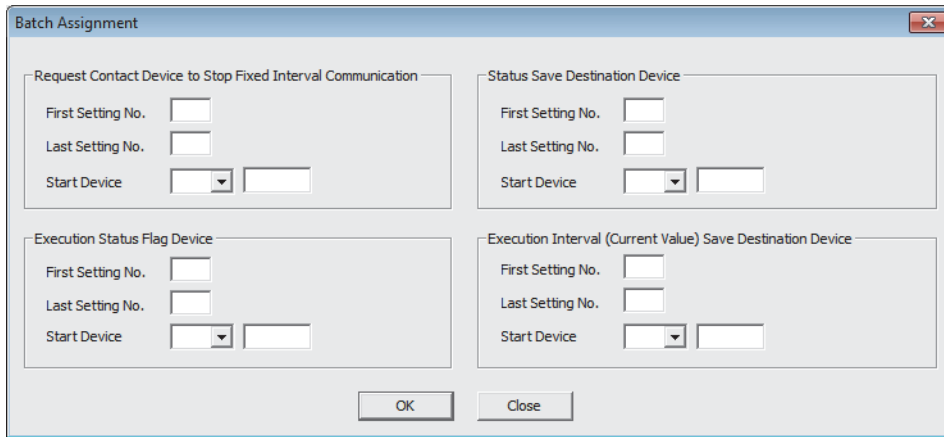 Batch Assignment
Request Contact Device to Stop Fixed Interval Communication
First Setting No.
Last Setting No.
Start Device
Status Save Destination Device
First Setting No.
Last Setting No.
Start Device
Execution Status Flag Device
First Setting No.
Last Setting No.
Start Device
Execution Interval (Current Value) Save Destination Device
First Setting No.
Last Setting No.
Start Device
OK
Close